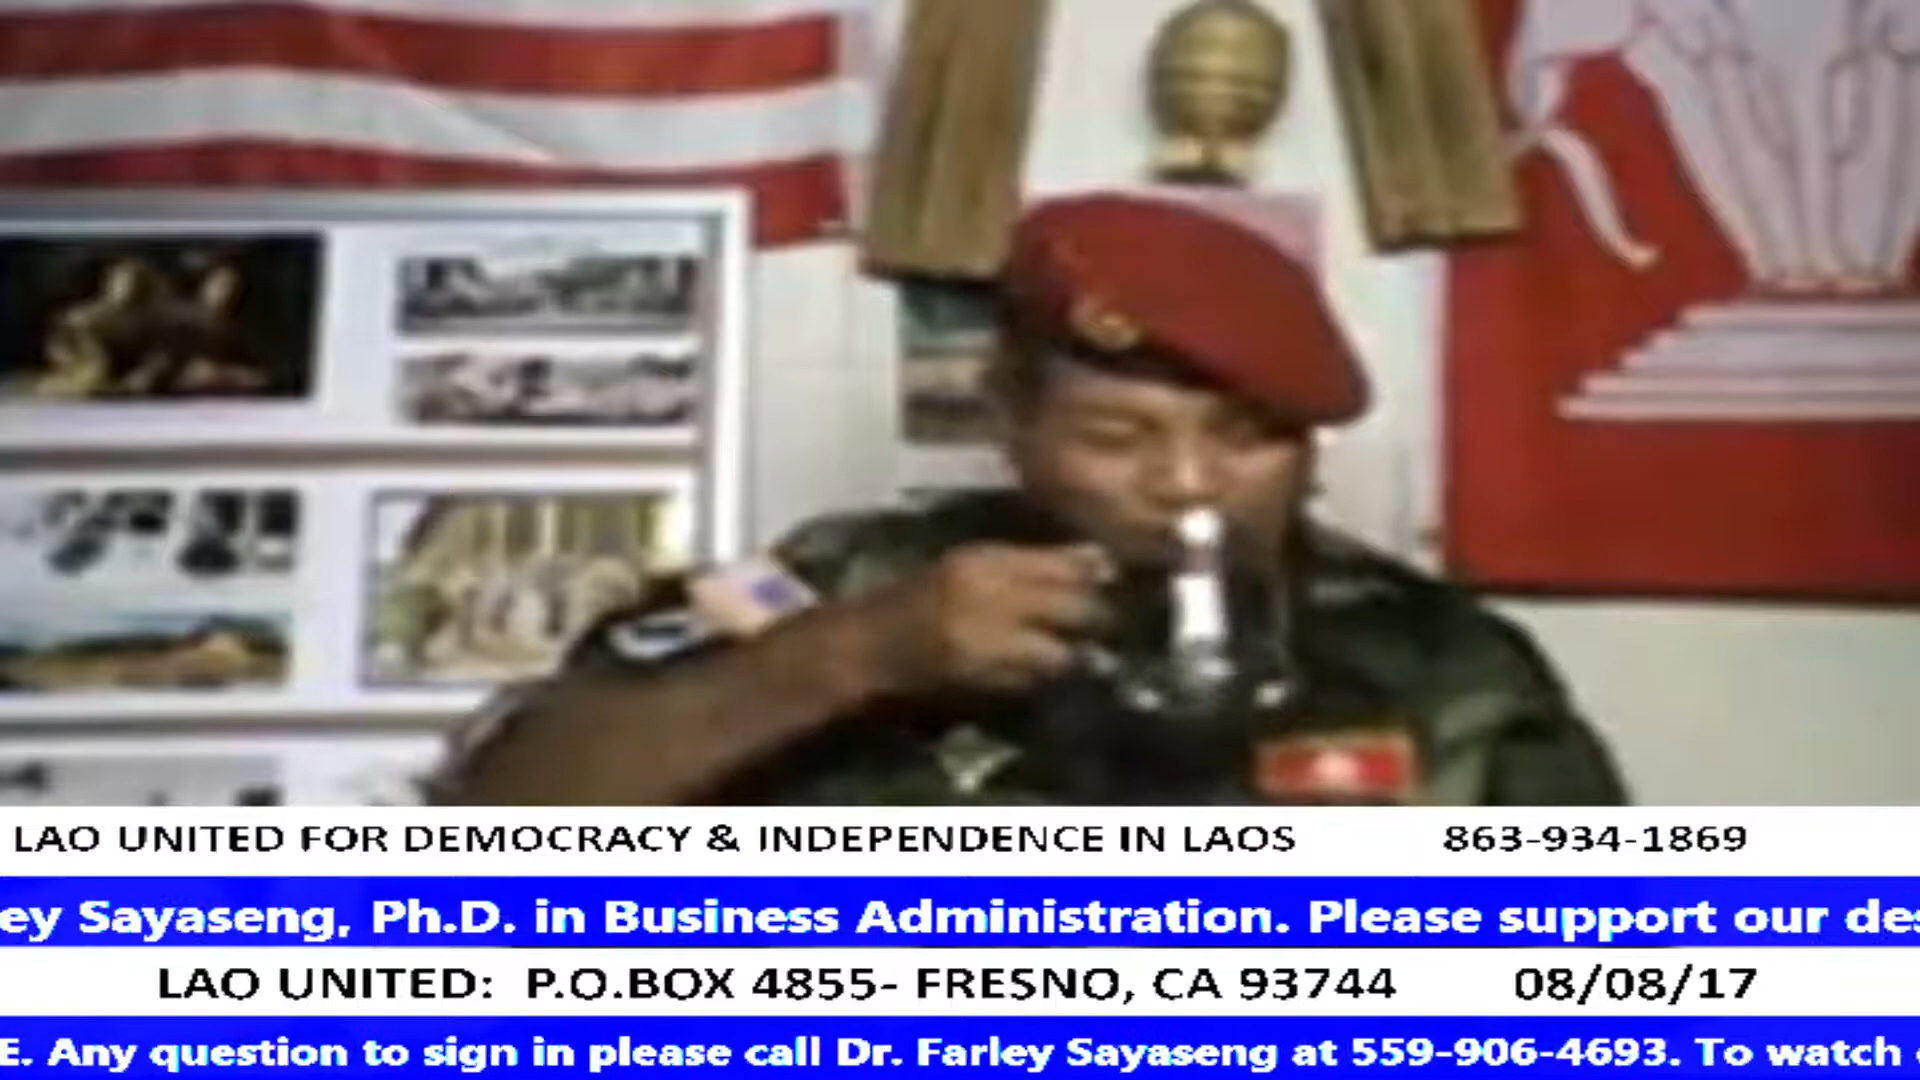 LAO UNITED FOR DEMOCRACY & INDEPENDENCE IN LAOS 863-934-1869
ey Sayaseng, Ph.D. in Business Administration. Please support our des
LAO UNITED: P.O.BOX 4855- FRESNO, CA 93744 08/08/17
E. Any question to sign in please call Dr. Farley Sayaseng at 559-906-4693. To watch